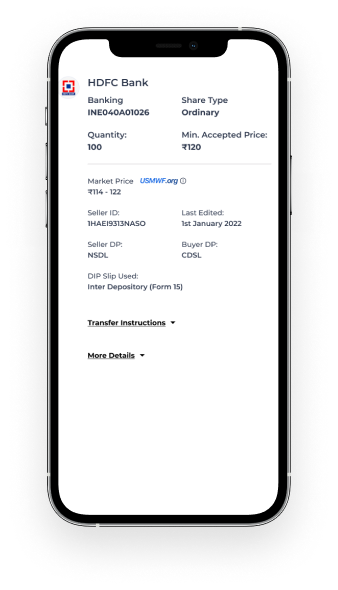 HDFC Bank
Banking
Share Type
INE040A01026
Ordinary
Quantity:
Min. Accepted Price:
100
₹120
Market Price USMWF.org
₹114 - 122
Seller ID:
Last Edited:
1HAEI9313NASO
1st January 2022
Seller DP:
Buyer DP:
NSDL
CDSL
DIP Slip Used:
Inter Depository (Form 15)
Transfer Instructions
More Details